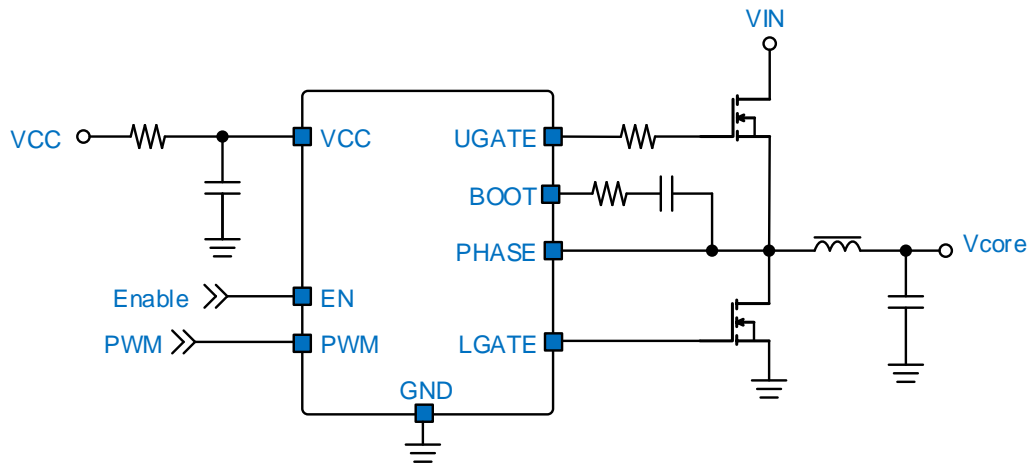 VIN
VCC
VCC
UGATE
BOOT
PHASE
Vcore
Enable
EN
PWM
PWM
LGATE
GND